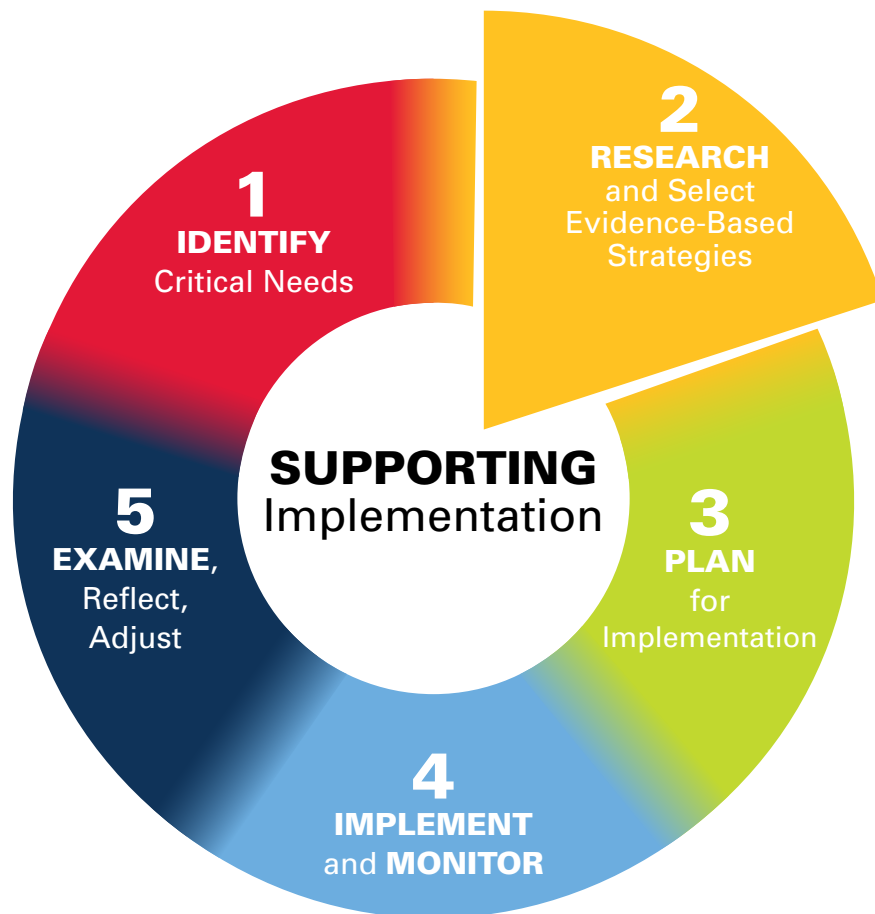 1
IDENTIFY
Critical Needs
2
RESEARCH
and Select
Evidence-Based
Strategies
3
PLAN
for
Implementation
4
IMPLEMENT
and MONITOR
5
EXAMINE,
Reflect,
Adjust
SUPPORTING
Implementation